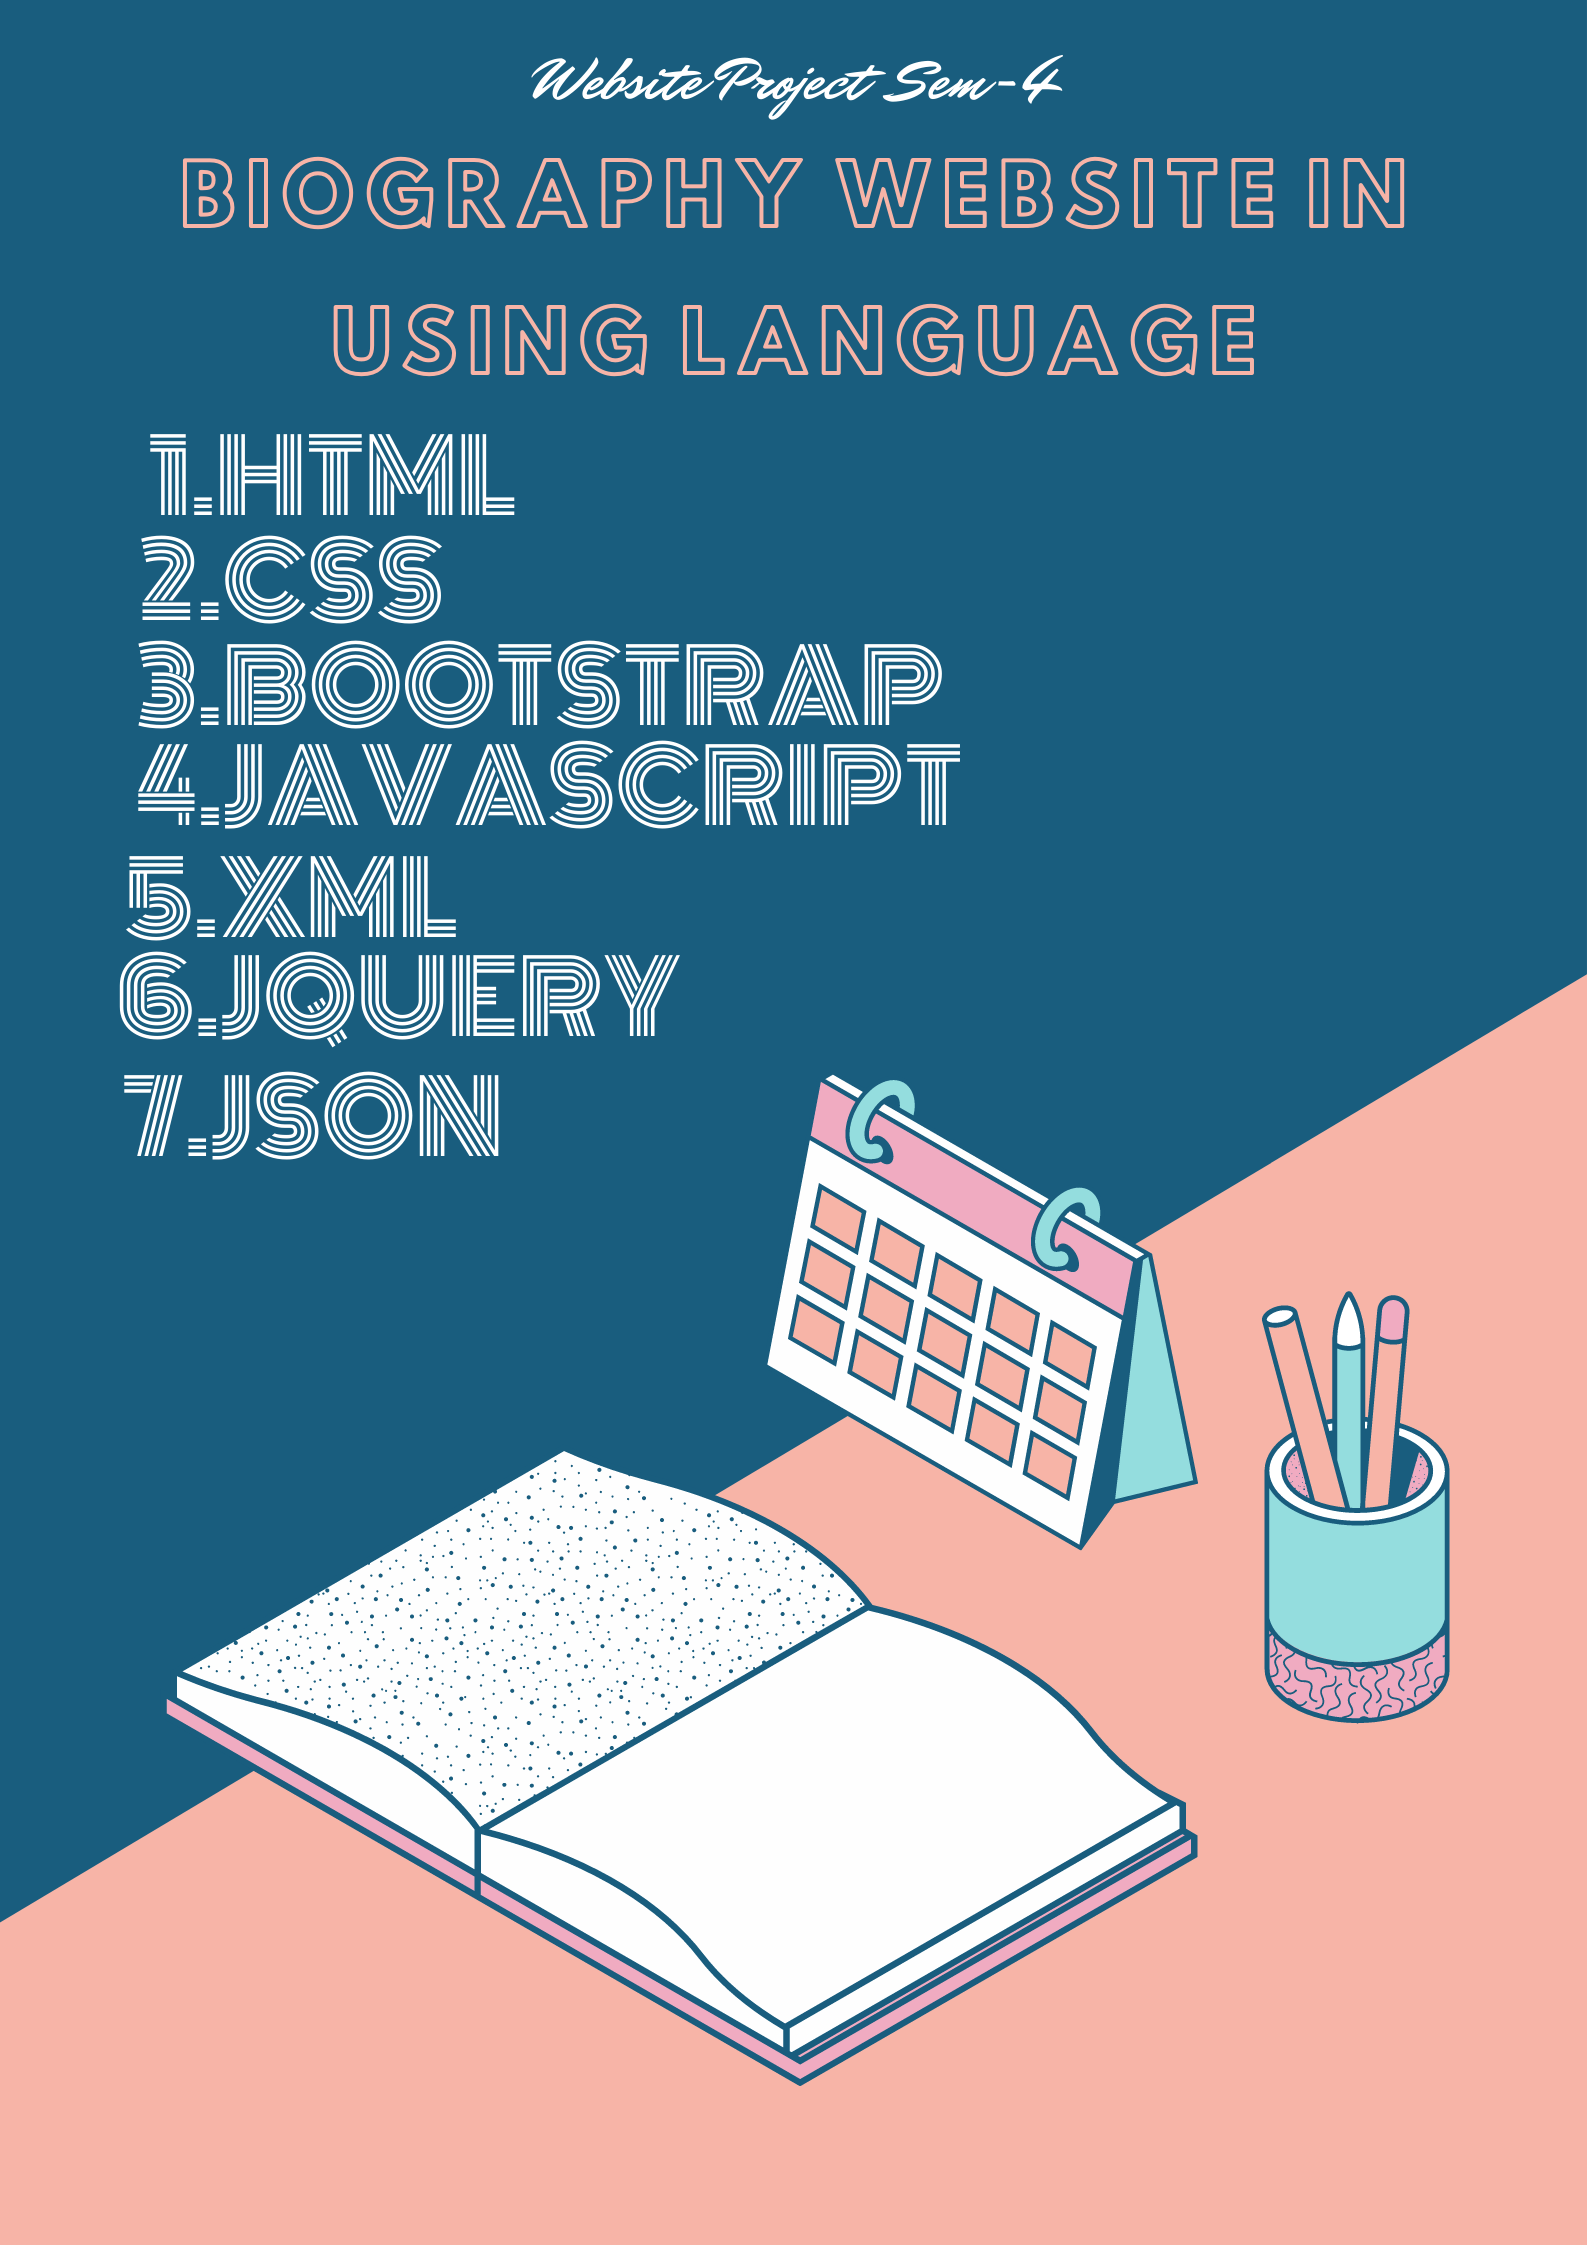 Website Project Sem-4
BIOGRAPHY WEBSITE IN
USING LANGUAGE
1.HTML
2.CSS
3.BOOTSTRAP
4.JAVASCRIPT
5.XML
6.JQUERY
7.JSON